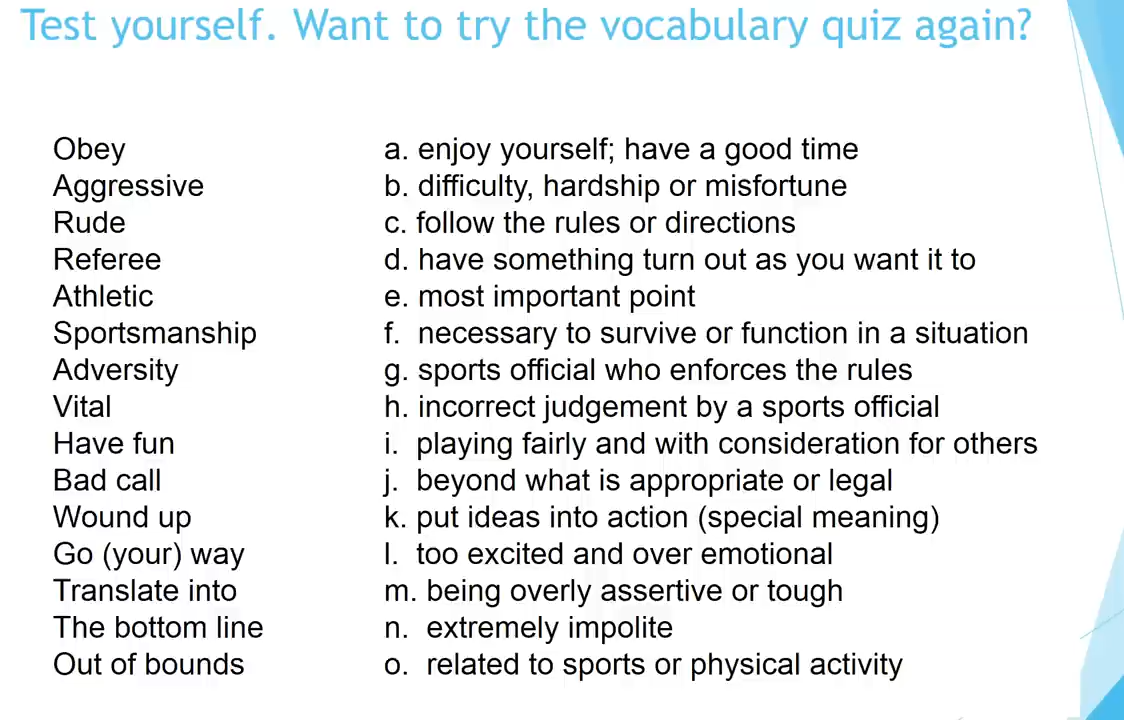 Test yourself. Want to try the vocabulary quiz again?
Obey a. enjoy yourself; have a good time
Aggressive b. difficulty, hardship or misfortune
Rude c. follow the rules or directions
Referee d. have something turn out as you want it to
Athletic e. most important point
Sportsmanship f. necessary to survive or function in a situation
Adversity g. sports official who enforces the rules
Vital h. incorrect judgement by a sports official
Have fun i. playing fairly and with consideration for others
Bad call j. beyond what is appropriate or legal
Wound up k. put ideas into action (special meaning)
Go (your) way l. too excited and over emotional
Translate into m. being overly assertive or tough
The bottom line n. extremely impolite
Out of bounds o. related to sports or physical activity